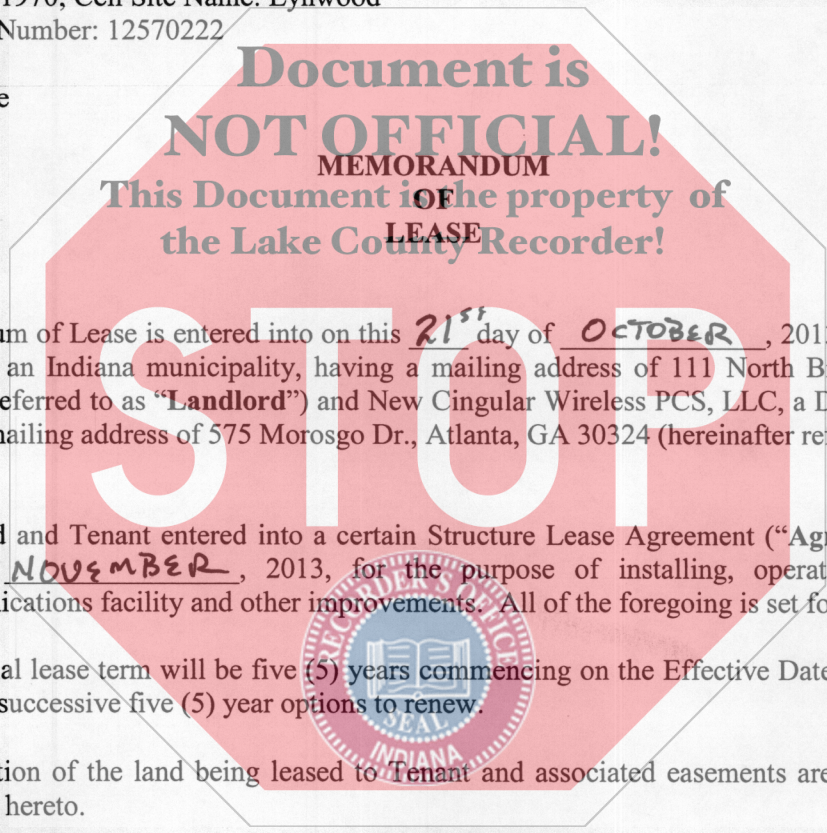 1970; Cell Site Name: Lynwood
Number: 12570222
e
Document is
NOT OFFICIAL!
This Document is the property of
the Lake County Recorder!
MEMORANDUM
OF
LEASE
STOP
um of Lease is entered into on this 21st day of OCTOBER, 201
an Indiana municipality, having a mailing address of 111 North B
eferred to as “Landlord”) and New Cingular Wireless PCS, LLC, a D
nailing address of 575 Morosgo Dr., Atlanta, GA 30324 (hereinafter re
d and Tenant entered into a certain Structure Lease Agreement (“Agr
NOVEMBER, 2013, for the purpose of installing, operat
ications facility and other improvements. All of the foregoing is set fo
al lease term will be five (5) years commencing on the Effective Date
successive five (5) year options to renew.
RECORDER'S OFFICE
SEAL
INDIANA
tion of the land being leased to Tenant and associated easements are
hereto.